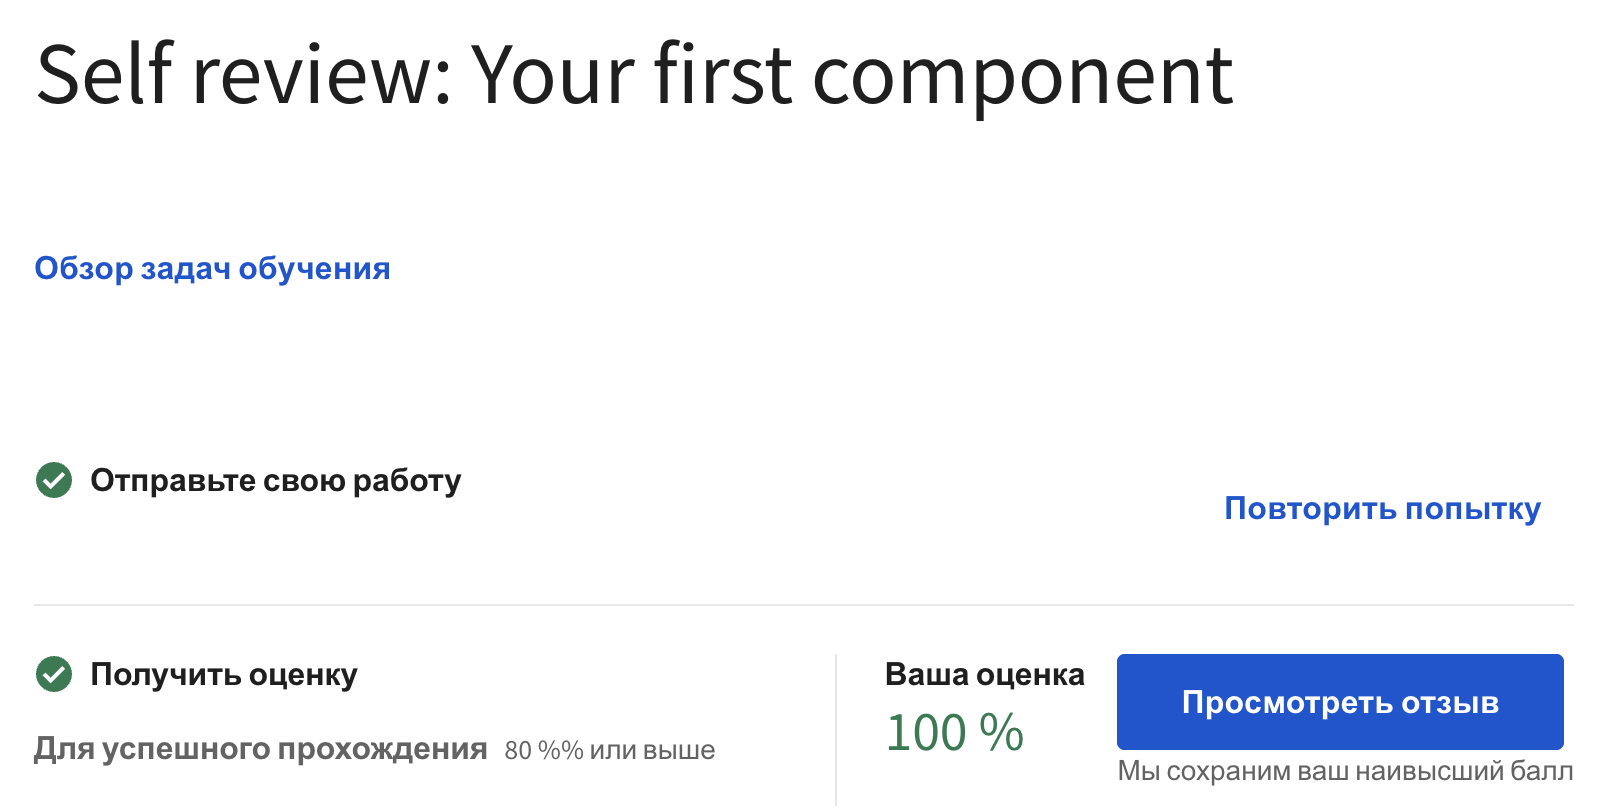 Self review: Your first component
Обзор задач обучения
Отправьте свою работу
Повторить попытку
Получить оценку
Для успешного прохождения 80 %% или выше
Ваша оценка
100 %
Просмотреть отзыв
Мы сохраним ваш наивысший балл